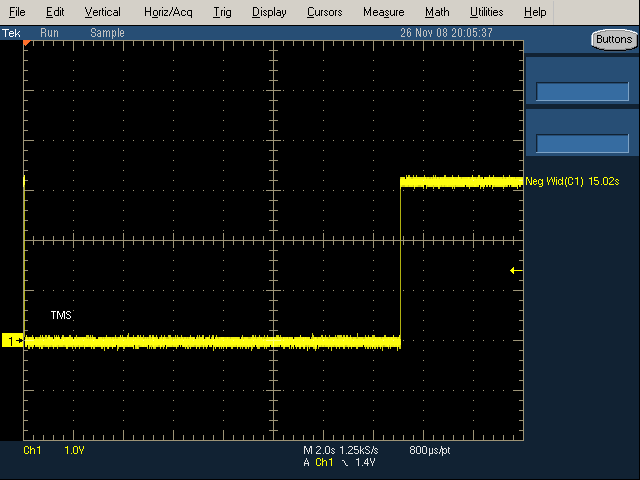 File Edit Vertical Horiz/Acq Trig Display Cursors Measure Math Utilities Help
Tek Run Sample 26 Nov 08 20:05:37 Buttons
Neg Wid(C1) 15.02s
TMS
1
Ch1 1.0V M 2.0s 1.25kS/s 800µs/pt
A Ch1 1.4V